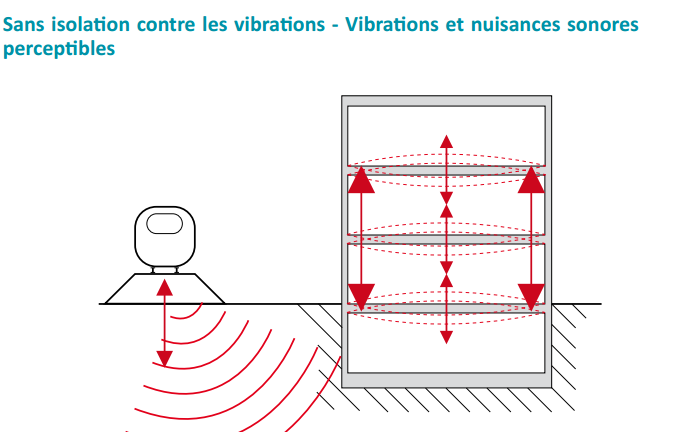 Sans isolation contre les vibrations - Vibrations et nuisances sonores
perceptibles